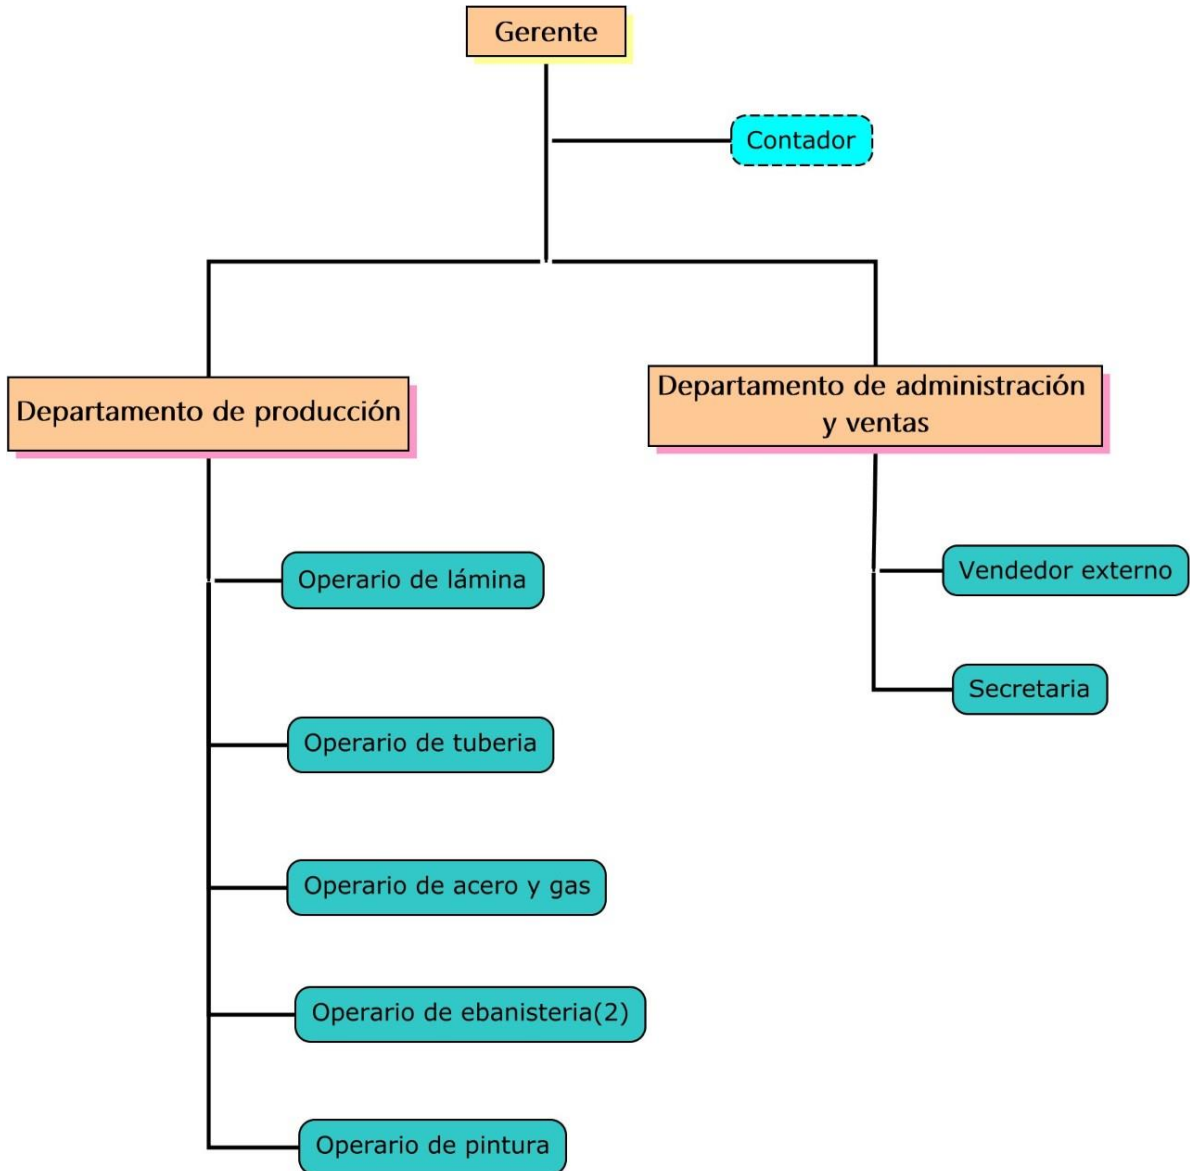 Gerente
Contador
Departamento de producción
Departamento de administración
y ventas
Operario de lámina
Vendedor externo
Secretaria
Operario de tuberia
Operario de acero y gas
Operario de ebanisteria(2)
Operario de pintura